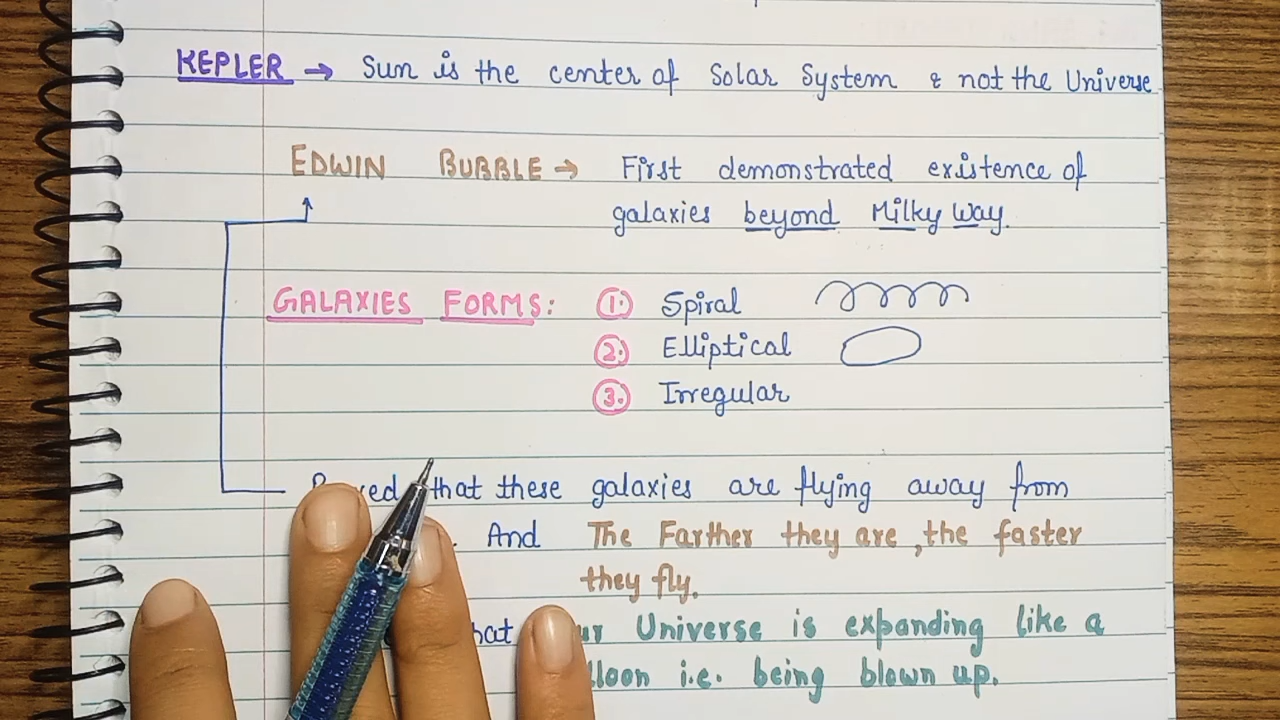 KEPLER → Sun is the center of Solar System & not the Universe
EDWIN BUBBLE → First demonstrated existence of
galaxies beyond Milky Way.
GALAXIES FORMS: 1. Spiral
2. Elliptical
3. Irregular
that these galaxies are flying away from
And The Farther they are, the faster
they fly.
Universe is expanding like a
i.e. being blown up.